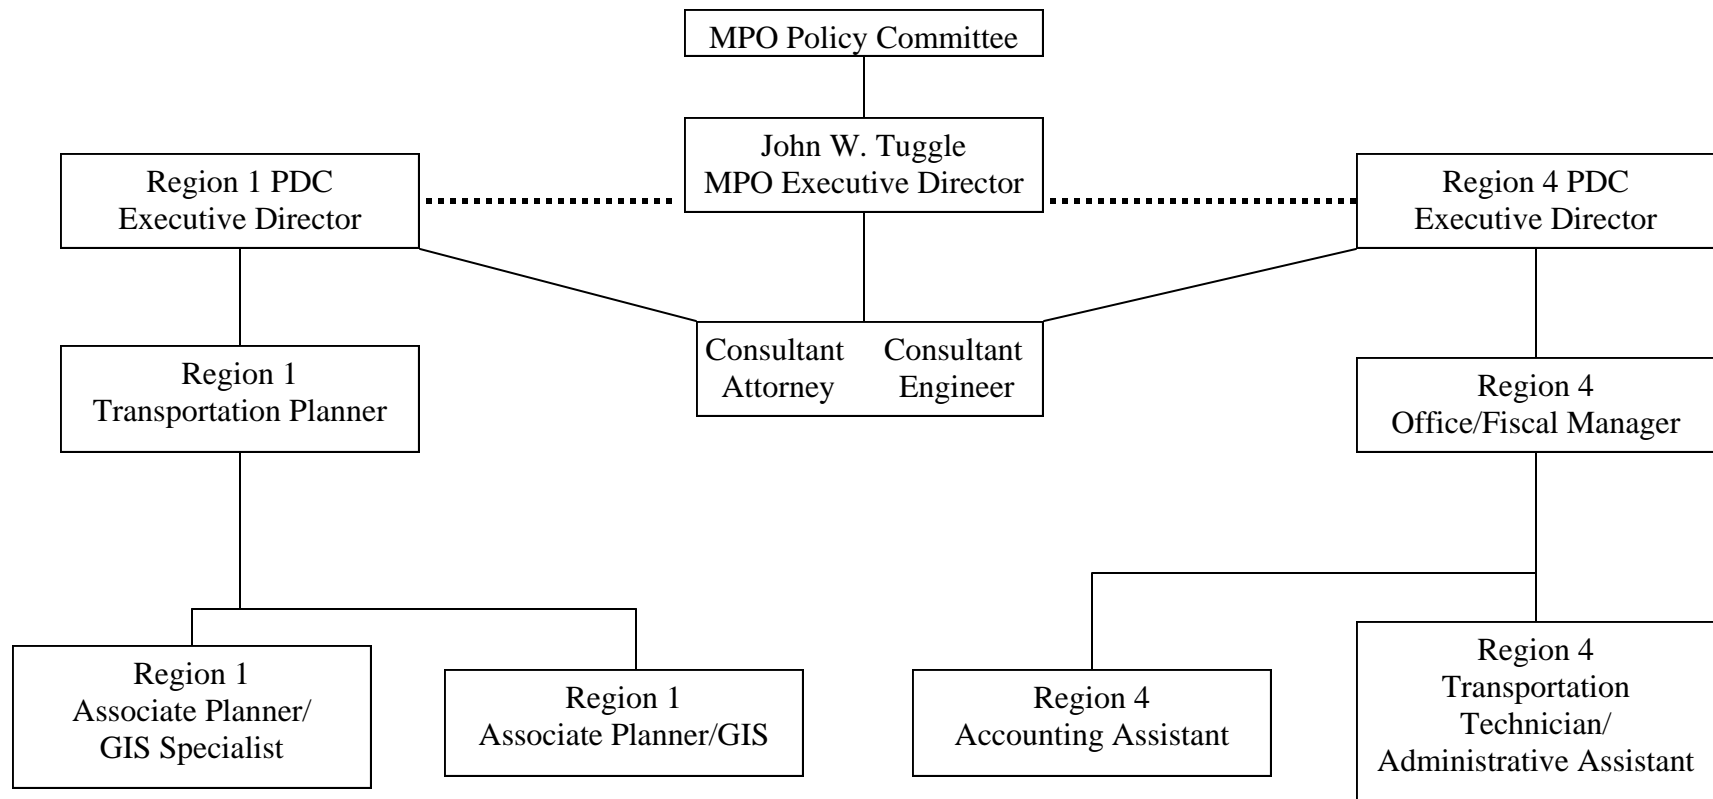 MPO Policy Committee
John W. Tuggle
MPO Executive Director
Region 1 PDC
Executive Director
Region 4 PDC
Executive Director
Consultant Attorney
Consultant Engineer
Region 1
Transportation Planner
Region 4
Office/Fiscal Manager
Region 1
Associate Planner/
GIS Specialist
Region 1
Associate Planner/GIS
Region 4
Accounting Assistant
Region 4
Transportation
Technician/
Administrative Assistant